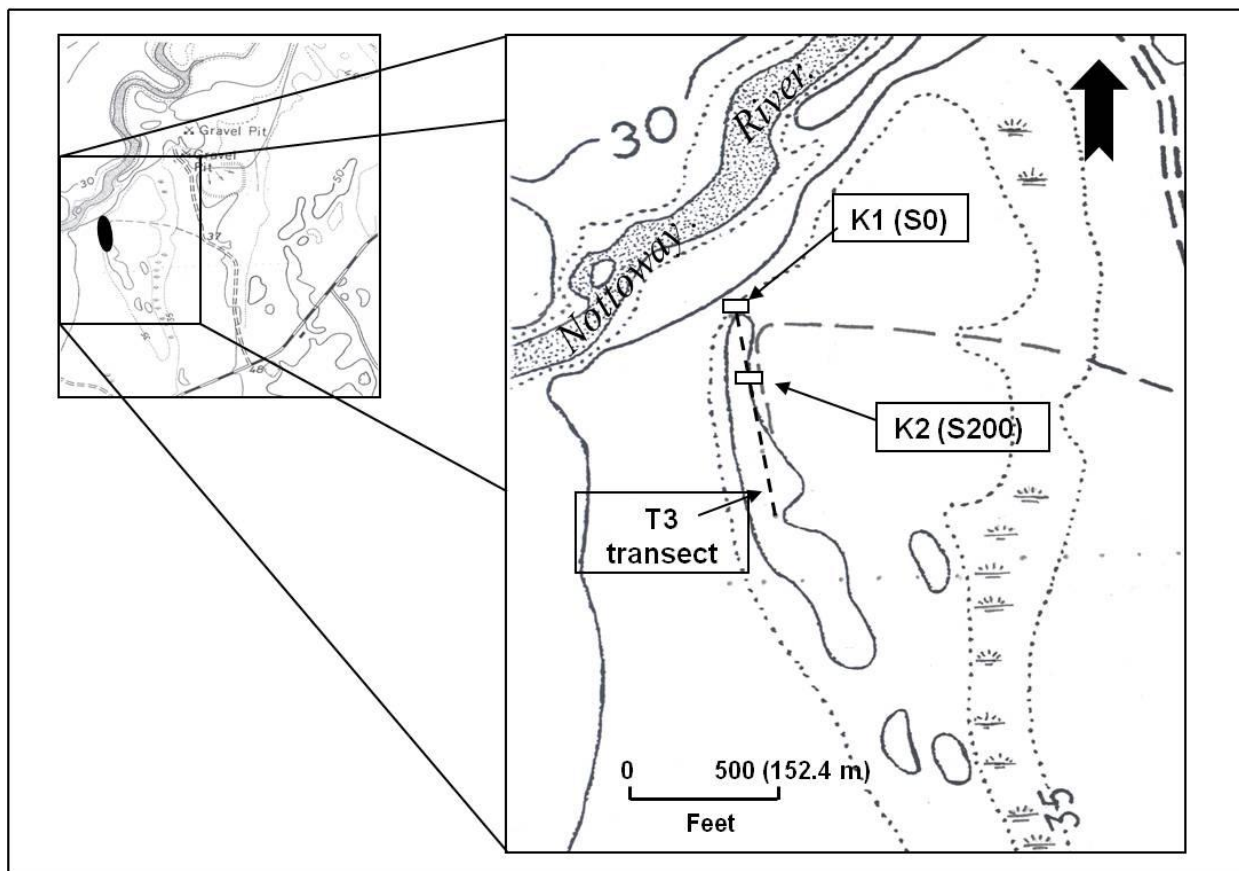 Gravel Pit
Gravel
Pit
30
50
37
35
48
30
Nottoway River
K1 (S0)
K2 (S200)
T3
transect
0 500 (152.4 m)
Feet
35